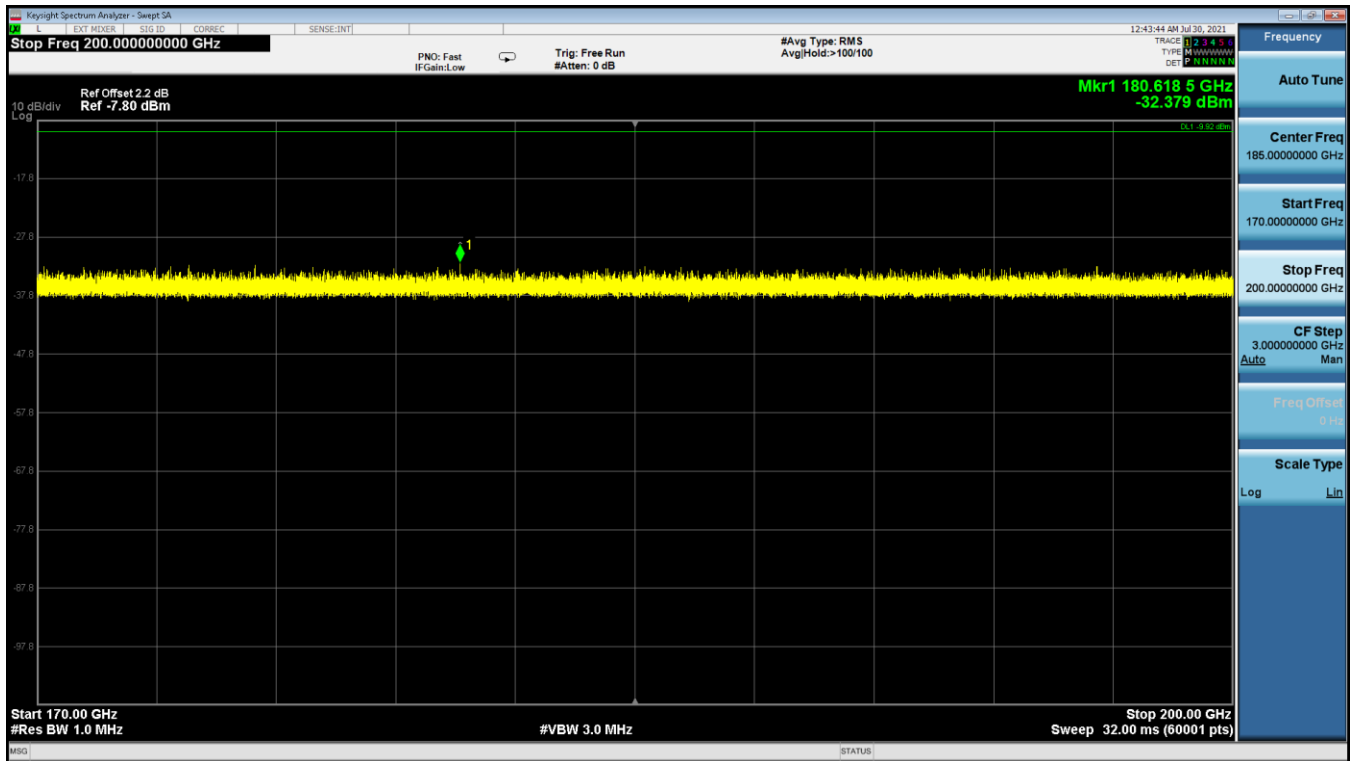 Keysight Spectrum Analyzer - Swept SA
LXI L EXT MIXER SIG ID CORREC SENSE:INT 12:43:44 AM Jul 30, 2021
Stop Freq 200.000000000 GHz
PNO: Fast
IFGain:Low
Trig: Free Run
#Atten: 0 dB
#Avg Type: RMS
Avg|Hold:>100/100
TRACE 1 2 3 4 5 6
TYPE MWWWWW
DET P N N N N N
Mkr1 180.618 5 GHz
-32.379 dBm
10 dB/div
Log
Ref Offset 2.2 dB
Ref -7.80 dBm
DL1 -9.92 dBm
1
-17.8
-27.8
-37.8
-47.8
-57.8
-67.8
-77.8
-87.8
-97.8
Start 170.00 GHz
#Res BW 1.0 MHz
#VBW 3.0 MHz
Stop 200.00 GHz
Sweep 32.00 ms (60001 pts)
MSG
STATUS
Frequency
Auto Tune
Center Freq
185.00000000 GHz
Start Freq
170.00000000 GHz
Stop Freq
200.00000000 GHz
CF Step
3.000000000 GHz
Auto Man
Freq Offset
0 Hz
Scale Type
Log Lin